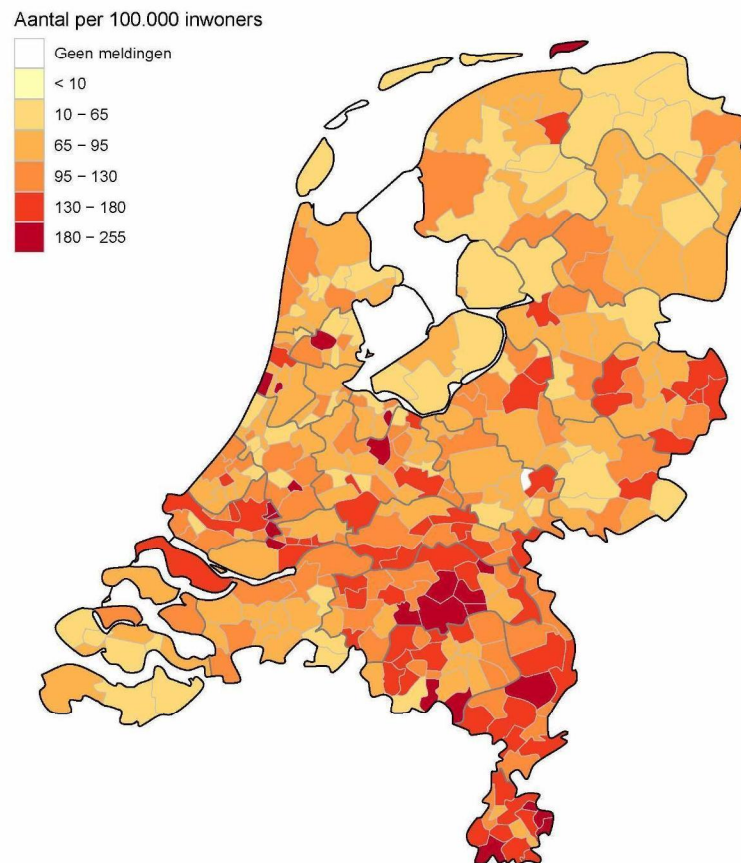 Aantal per 100.000 inwoners
Geen meldingen
< 10
10 − 65
65 − 95
95 − 130
130 − 180
180 − 255